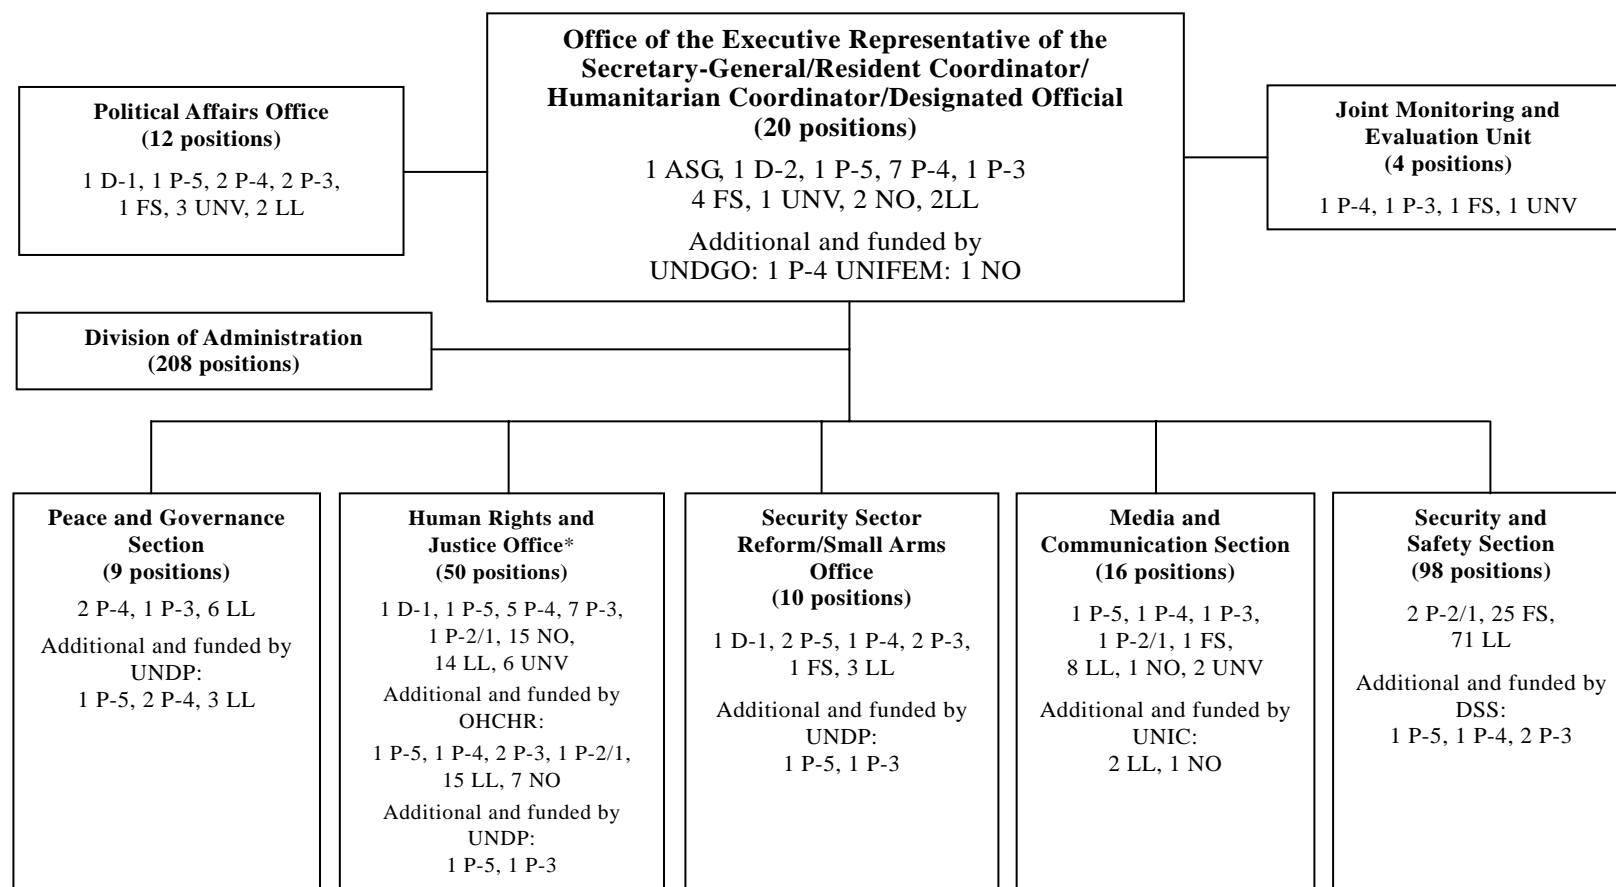 Office of the Executive Representative of the
Secretary-General/Resident Coordinator/
Humanitarian Coordinator/Designated Official
(20 positions)
1 ASG, 1 D-2, 1 P-5, 7 P-4, 1 P-3
4 FS, 1 UNV, 2 NO, 2LL
Additional and funded by
UNDGO: 1 P-4 UNIFEM: 1 NO
Political Affairs Office
(12 positions)
1 D-1, 1 P-5, 2 P-4, 2 P-3,
1 FS, 3 UNV, 2 LL
Joint Monitoring and
Evaluation Unit
(4 positions)
1 P-4, 1 P-3, 1 FS, 1 UNV
Division of Administration
(208 positions)
Peace and Governance
Section
(9 positions)
2 P-4, 1 P-3, 6 LL
Additional and funded by
UNDP:
1 P-5, 2 P-4, 3 LL
Human Rights and
Justice Office*
(50 positions)
1 D-1, 1 P-5, 5 P-4, 7 P-3,
1 P-2/1, 15 NO,
14 LL, 6 UNV
Additional and funded by
OHCHR:
1 P-5, 1 P-4, 2 P-3, 1 P-2/1,
15 LL, 7 NO
Additional and funded by
UNDP:
1 P-5, 1 P-3
Security Sector
Reform/Small Arms
Office
(10 positions)
1 D-1, 2 P-5, 1 P-4, 2 P-3,
1 FS, 3 LL
Additional and funded by
UNDP:
1 P-5, 1 P-3
Media and
Communication Section
(16 positions)
1 P-5, 1 P-4, 1 P-3,
1 P-2/1, 1 FS,
8 LL, 1 NO, 2 UNV
Additional and funded by
UNIC:
2 LL, 1 NO
Security and
Safety Section
(98 positions)
2 P-2/1, 25 FS,
71 LL
Additional and funded by
DSS:
1 P-5, 1 P-4, 2 P-3